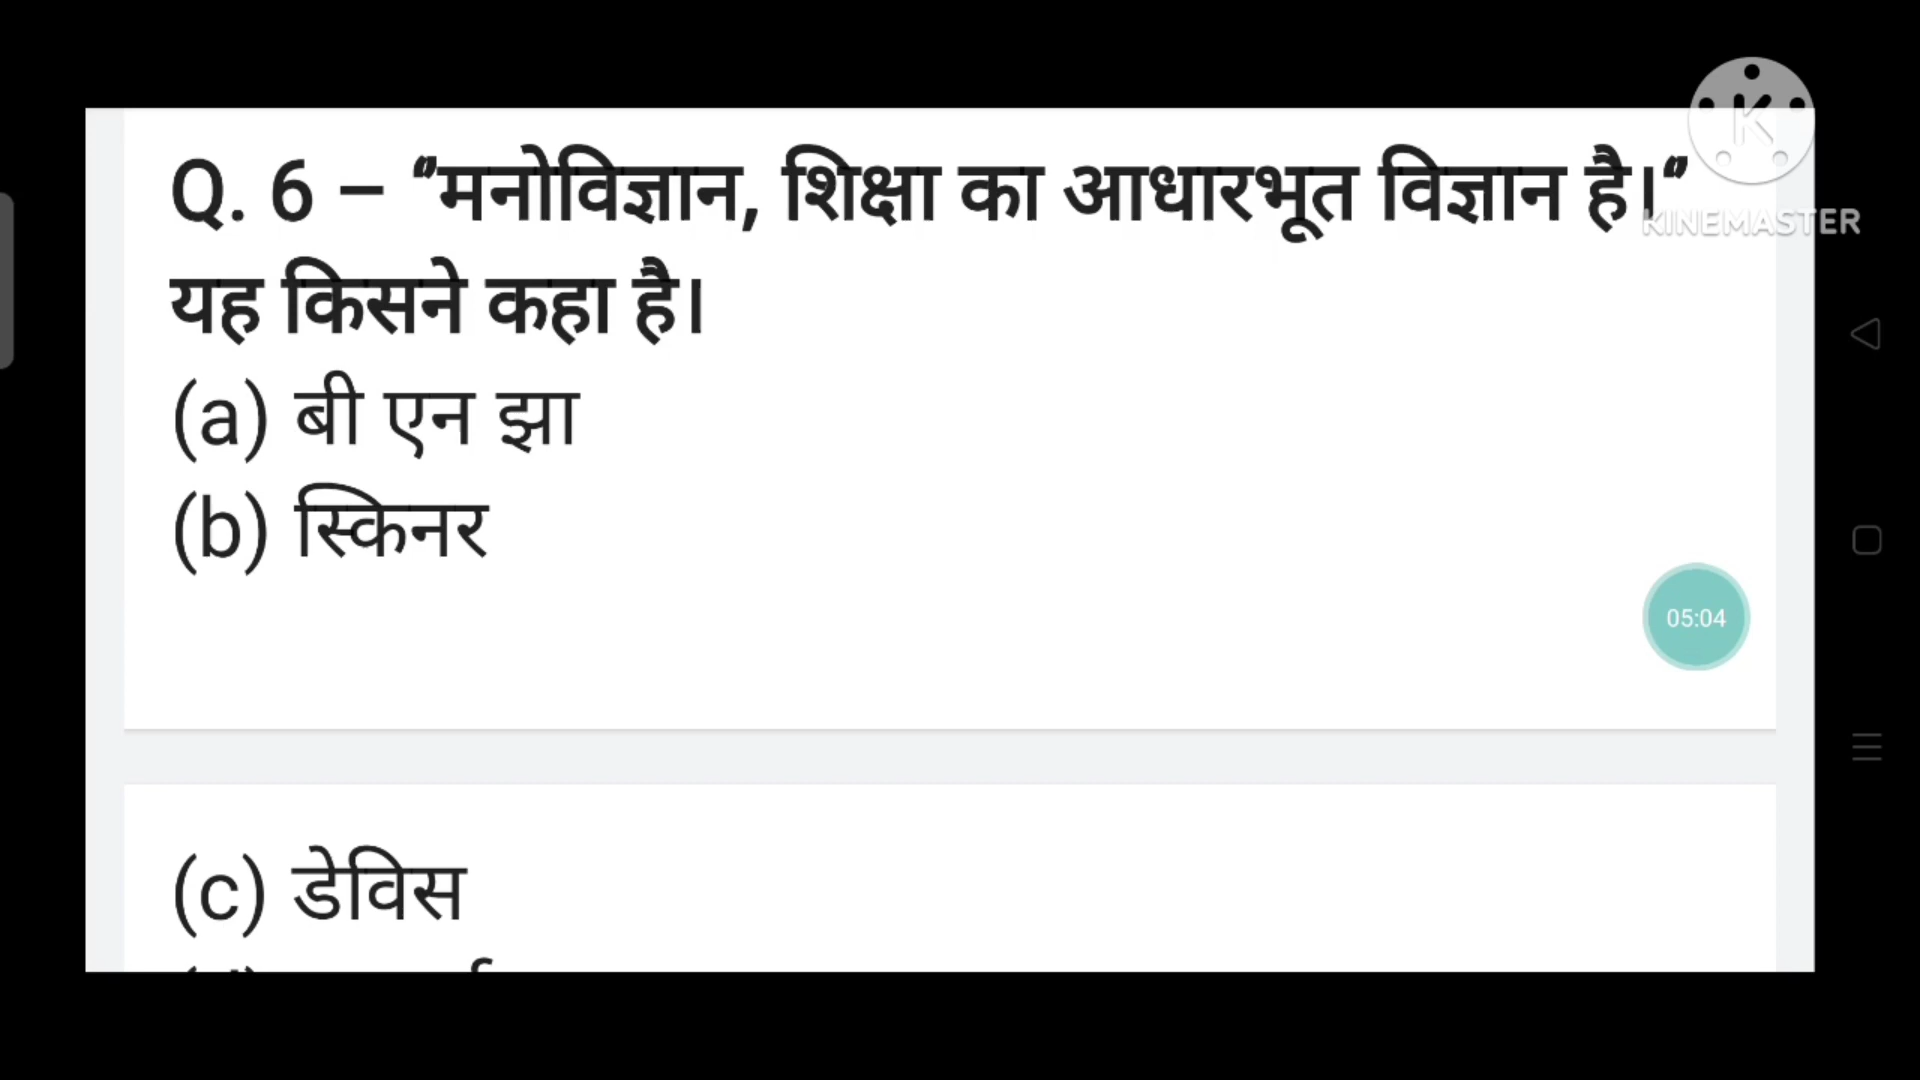 Q. 6 – "मनोविज्ञान, शिक्षा का आधारभूत विज्ञान है।"
KINEMASTER
यह किसने कहा है।
(a) बी एन झा
(b) स्किनर
05:04
(c) डेविस